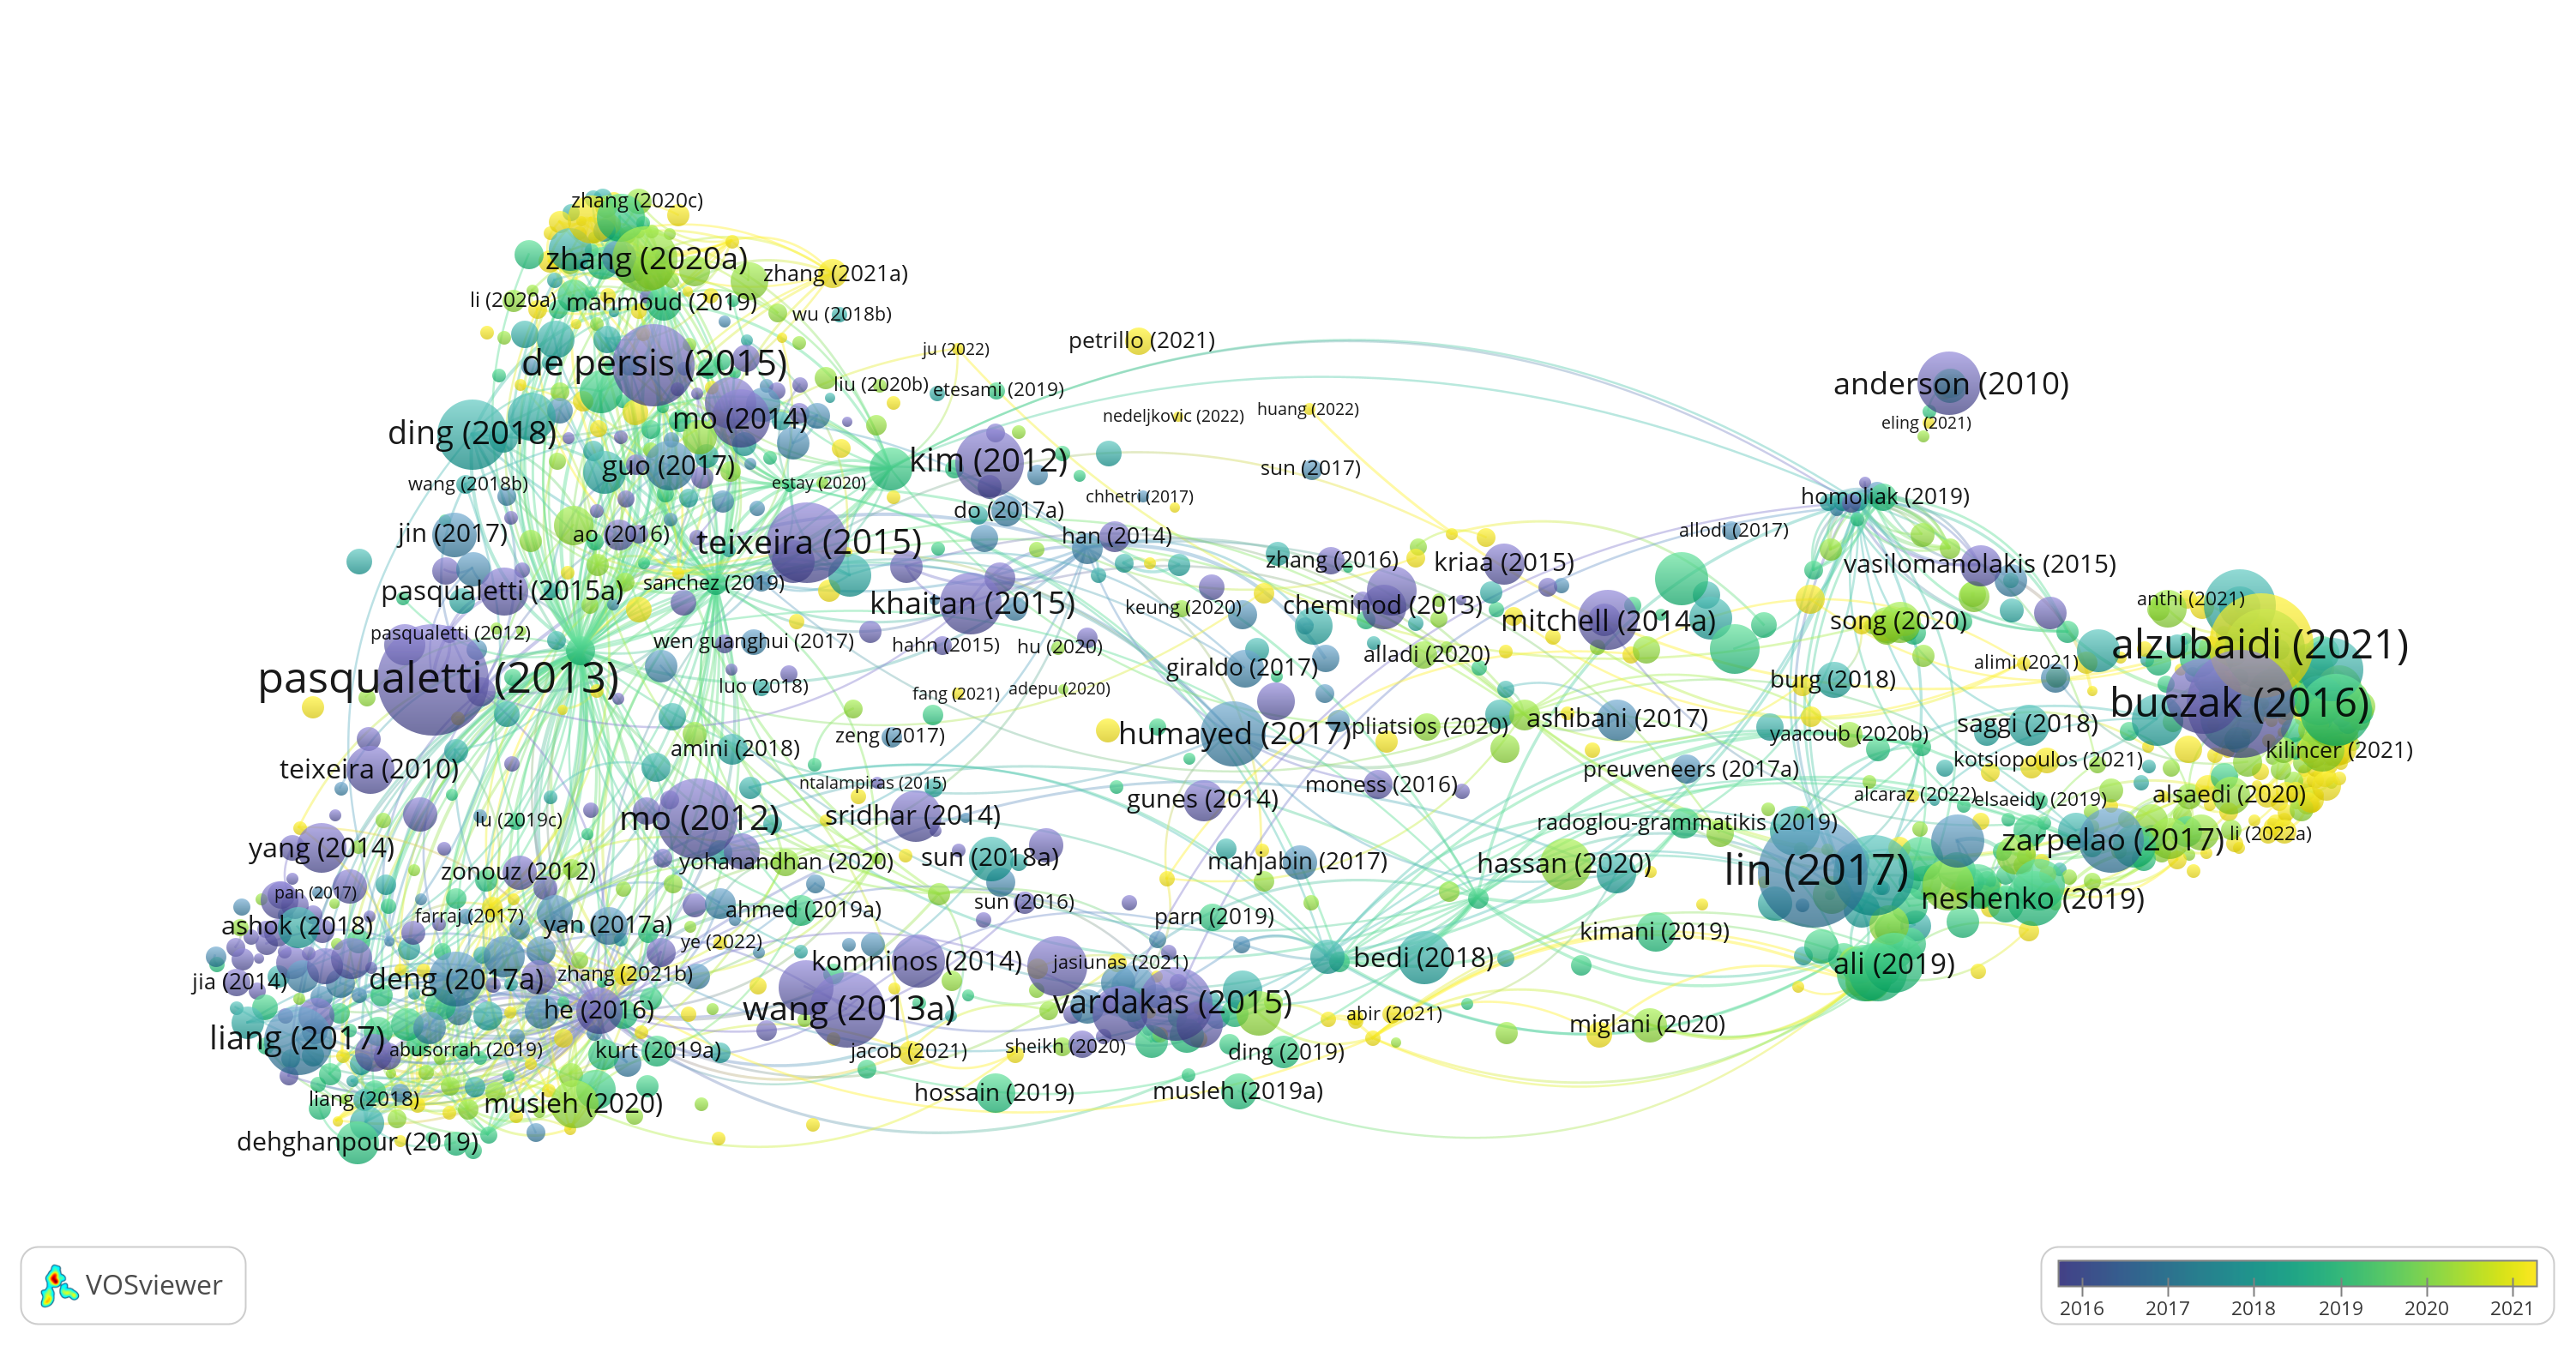 zhang (2020c)
zhang (2020a)
zhang (2021a)
li (2020a)
mahmoud (2019)
wu (2018b)
petrillo (2021)
ju (2022)
de persis (2015)
liu (2020b)
etesami (2019)
anderson (2010)
nedeljkovic (2022)
huang (2022)
mo (2014)
eling (2021)
ding (2018)
kim (2012)
guo (2017)
sun (2017)
wang (2018b)
estay (2020)
chhetri (2017)
homoliak (2019)
do (2017a)
jin (2017)
ao (2016)
teixeira (2015)
han (2014)
allodi (2017)
zhang (2016)
kriaa (2015)
vasilomanolakis (2015)
pasqualetti (2015a)
sanchez (2019)
khaitan (2015)
keung (2020)
cheminod (2013)
anthi (2021)
mitchell (2014a)
song (2020)
pasqualetti (2012)
wen guanghui (2017)
hahn (2015)
hu (2020)
alladi (2020)
alzubaidi (2021)
giraldo (2017)
alimi (2021)
pasqualetti (2013)
luo (2018)
fang (2021)
adepu (2020)
burg (2018)
buczak (2016)
humayed (2017)
pliatsios (2020)
ashibani (2017)
saggi (2018)
zeng (2017)
yaacoub (2020b)
amini (2018)
kilincer (2021)
kotsiopoulos (2021)
teixeira (2010)
preuveneers (2017a)
ntalampiras (2015)
moness (2016)
gunes (2014)
alcaraz (2022)
elsaeidy (2019)
alsaedi (2020)
lu (2019c)
mo (2012)
sridhar (2014)
radoglou-grammatikis (2019)
zarpelao (2017)
li (2022a)
yang (2014)
yohanandhan (2020)
sun (2018a)
mahjabin (2017)
hassan (2020)
lin (2017)
zonouz (2012)
pan (2017)
neshenko (2019)
sun (2016)
ahmed (2019a)
parn (2019)
farraj (2017)
ashok (2018)
yan (2017a)
kimani (2019)
ye (2022)
komninos (2014)
jasiunas (2021)
bedi (2018)
ali (2019)
jia (2014)
deng (2017a)
zhang (2021b)
he (2016)
wang (2013a)
vardakas (2015)
abir (2021)
miglani (2020)
liang (2017)
abusorrah (2019)
kurt (2019a)
jacob (2021)
sheikh (2020)
ding (2019)
hossain (2019)
musleh (2019a)
liang (2018)
musleh (2020)
dehghanpour (2019)
VOSviewer
2016 2017 2018 2019 2020 2021